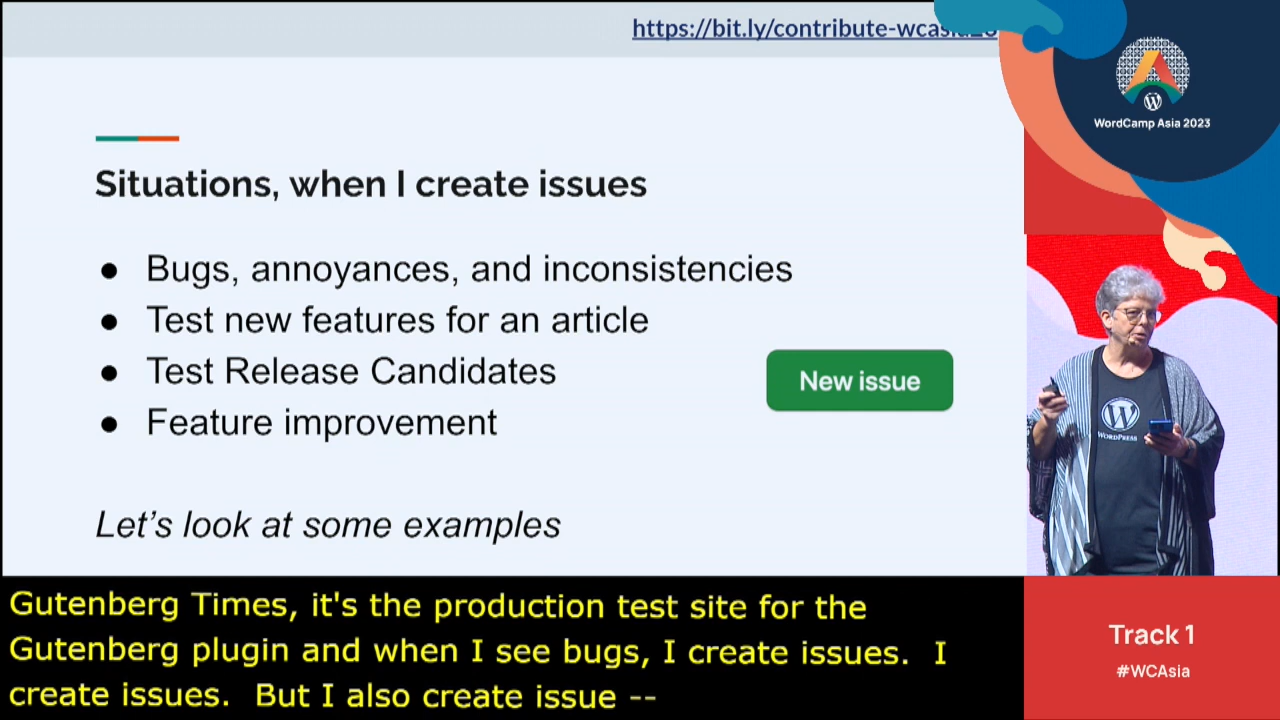 https://bit.ly/contribute-wcasia23
WordCamp Asia 2023
Situations, when I create issues
● Bugs, annoyances, and inconsistencies
● Test new features for an article
● Test Release Candidates
● Feature improvement
New issue
Let's look at some examples
WORDPRESS
Gutenberg Times, it's the production test site for the
Gutenberg plugin and when I see bugs, I create issues.  I
create issues.  But I also create issue --
Track 1
#WCAsia